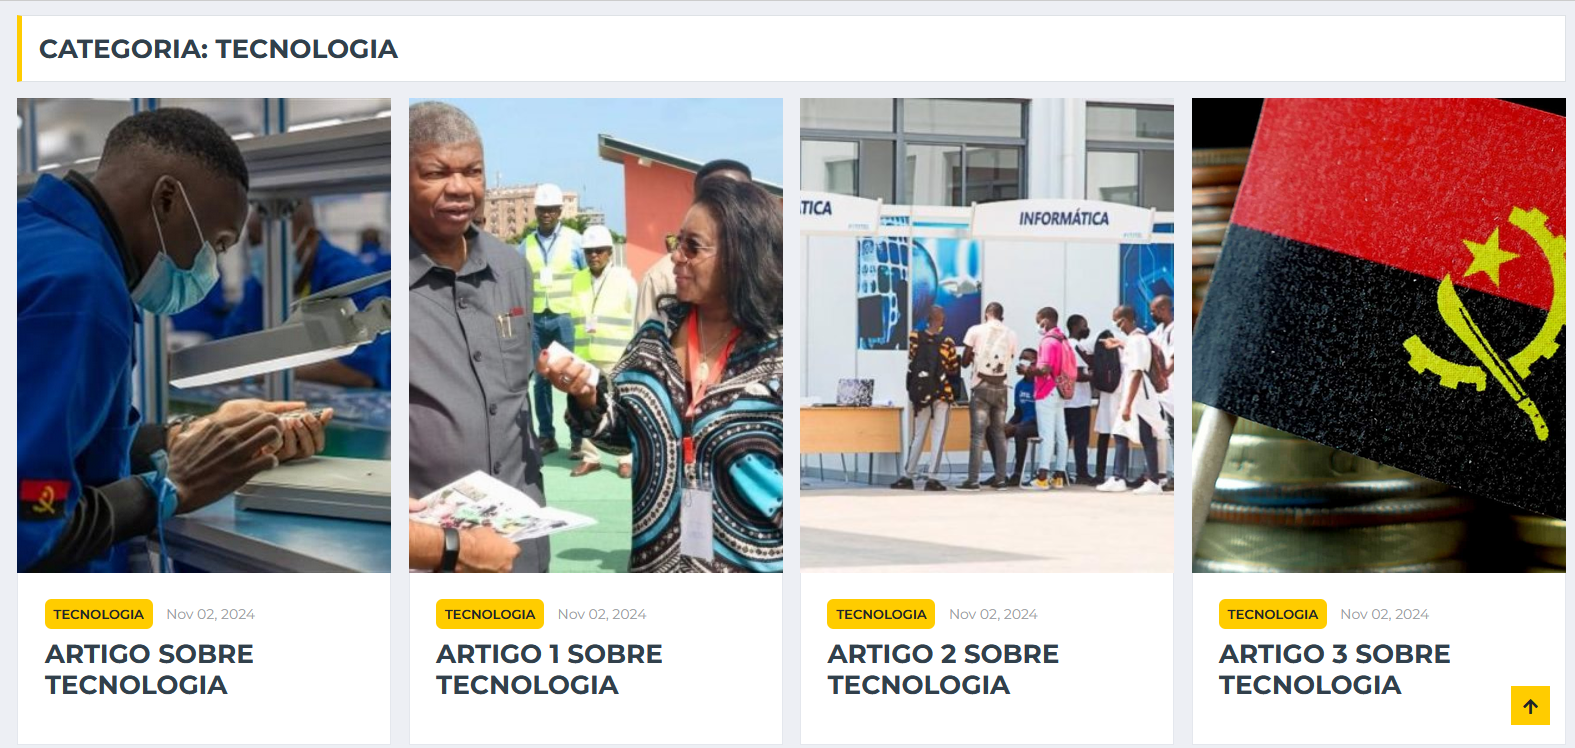 CATEGORIA: TECNOLOGIA
TICA
INFORMÁTICA
TECNOLOGIA Nov 02, 2024
ARTIGO SOBRE
TECNOLOGIA
TECNOLOGIA Nov 02, 2024
ARTIGO 1 SOBRE
TECNOLOGIA
TECNOLOGIA Nov 02, 2024
ARTIGO 2 SOBRE
TECNOLOGIA
TECNOLOGIA Nov 02, 2024
ARTIGO 3 SOBRE
TECNOLOGIA